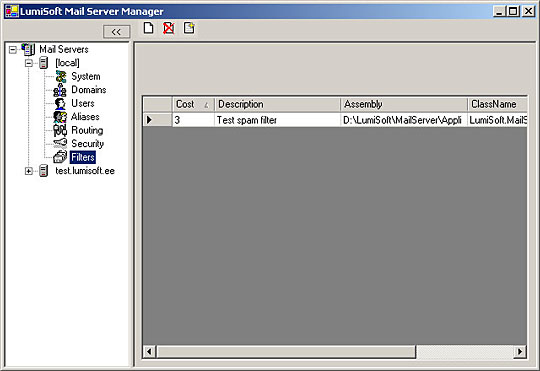 LumiSoft Mail Server Manager
<<
Mail Servers
[local]
System
Domains
Users
Aliases
Routing
Security
Filters
test.lumisoft.ee
Cost Description Assembly ClassName
3 Test spam filter D:\LumiSoft\MailServer\Appli LumiSoft.MailS